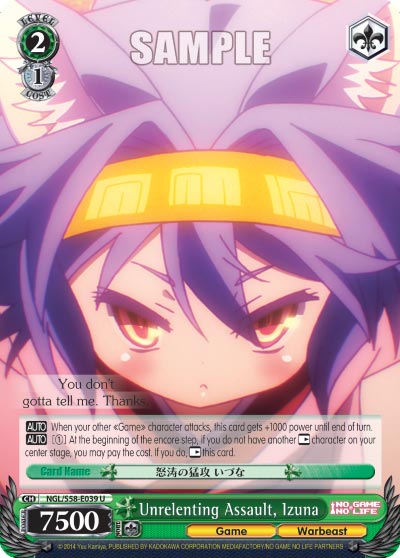 LEVEL
2
1
COST
SAMPLE
You don't
gotta tell me. Thanks.
AUTO When your other «Game» character attacks, this card gets +1000 power until end of turn.
AUTO [①] At the beginning of the encore step, if you do not have another character on your center stage, you may pay the cost. If you do, this card.
Card Name 怒涛の猛攻 いづな
CH NGL/S58-E039 U
POWER 7500 Unrelenting Assault, Izuna NO GAME NO LIFE
Game Warbeast
© 2014 Yuu Kamiya, PUBLISHED BY KADOKAWA CORPORATION MEDIAFACTORY/NO GAME NO LIFE PARTNERS